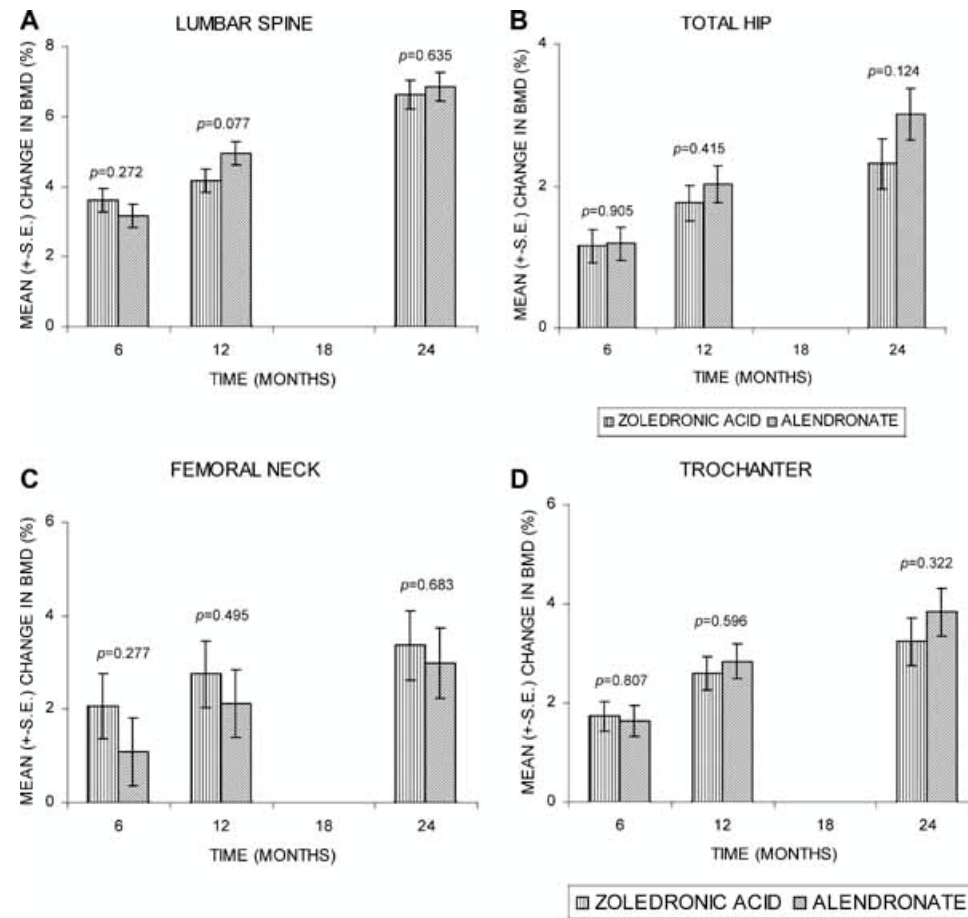 A
LUMBAR SPINE
MEAN (+-S.E.) CHANGE IN BMD (%)
8
6
4
2
0
p=0.272
p=0.077
p=0.635
6 12 18 24
TIME (MONTHS)
B
TOTAL HIP
MEAN (+-S.E.) CHANGE IN BMD (%)
4
2
0
p=0.905
p=0.415
p=0.124
6 12 18 24
TIME (MONTHS)
ZOLEDRONIC ACID ALENDRONATE
C
FEMORAL NECK
MEAN (+-S.E.) CHANGE IN BMD (%)
6
4
2
0
p=0.277
p=0.495
p=0.683
6 12 18 24
TIME (MONTHS)
D
TROCHANTER
MEAN (+-S.E.) CHANGE IN BMD (%)
6
4
2
0
p=0.807
p=0.596
p=0.322
6 12 18 24
TIME (MONTHS)
ZOLEDRONIC ACID ALENDRONATE